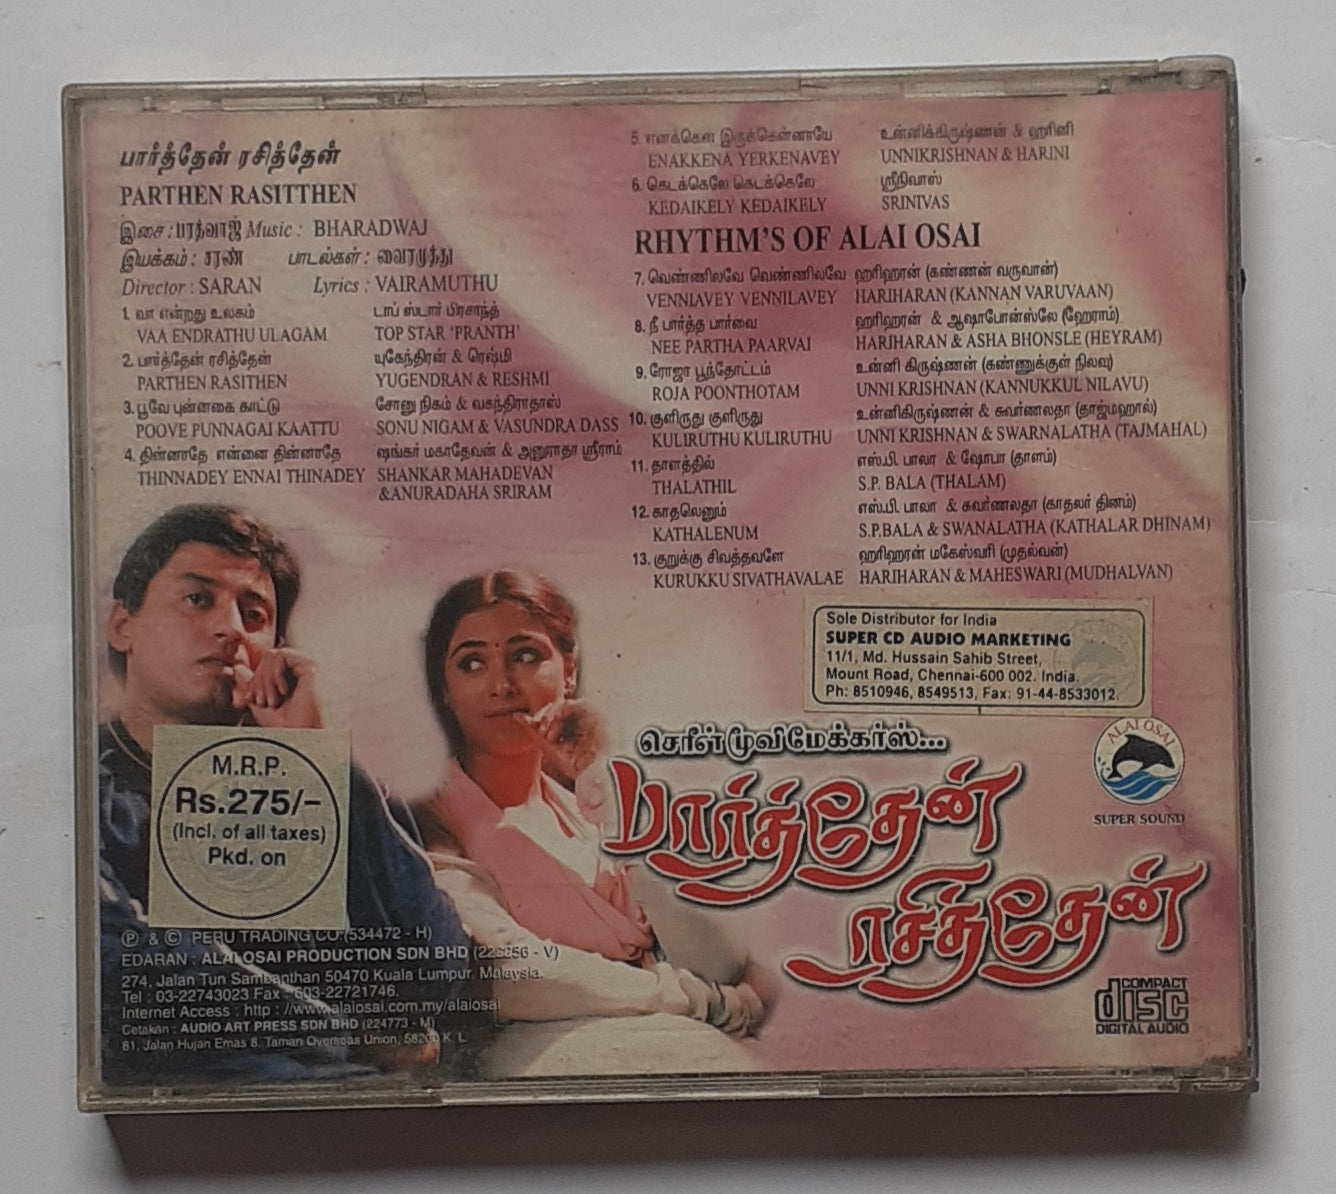 பார்த்தேன் ரசித்தேன்
PARTHEN RASITTHEN
இசை : பரத்வாஜ் Music : BHARADWAJ
இயக்கம் : சரண் பாடல்கள் : வைரமுத்து
Director : SARAN Lyrics : VAIRAMUTHU
1. வா என்றது உலகம் டாப் ஸ்டார் பிரசாந்த்
VAA ENDRATHU ULAGAM TOP STAR 'PRANTH'
2. பார்த்தேன் ரசித்தேன் யுகேந்திரன் & ரெஷ்மி
PARTHEN RASITHEN YUGENDRAN & RESHMI
3. பூவே புன்னகை காட்டு சோனு நிகம் & வசுந்திராதாஸ்
POOVE PUNNAGAI KAATTU SONU NIGAM & VASUNDRA DASS
4. தின்னாதே என்னை தின்னாதே ஷங்கர் மகாதேவன் & அனுராதா ஸ்ரீராம்
THINNADEY ENNAI THINADEY SHANKAR MAHADEVAN
&ANURADAHA SRIRAM
5. எனக்கென இருக்கென்னாயே உன்னிக்கிருஷ்ணன் & ஹரினி
ENAKKENA YERKENAVEY UNNIKRISHNAN & HARINI
6. கெடக்கெலே கெடக்கெலே ஸ்ரீநிவாஸ்
KEDAIKELY KEDAIKELY SRINIVAS
RHYTHM'S OF ALAI OSAI
7. வெண்ணிலவே வெண்ணிலவே ஹரிஹரன் (கண்ணன் வருவான்)
VENNIAVEY VENNILAVEY HARIHARAN (KANNAN VARUVAAN)
8. நீ பார்த்த பார்வை ஹரிஹரன் & ஆஷாபோன்ஸ்லே (ஹேராம்)
NEE PARTHA PAARVAI HARIHARAN & ASHA BHONSLE (HEYRAM)
9. ரோஜா பூந்தோட்டம் உன்னி கிருஷ்ணன் (கண்ணுக்குள் நிலவு)
ROJA POONTHOTAM UNNI KRISHNAN (KANNUKKUL NILAVU)
10. குளிருது குளிருது உன்னிகிருஷ்ணன் & சுவர்ணலதா (தாஜ்மஹால்)
KULIRUTHU KULIRUTHU UNNI KRISHNAN & SWARNALATHA (TAJMAHAL)
11. தாளத்தில் எஸ்.பி. பாலா & ஷோபா (தாளம்)
THALATHIL S.P. BALA (THALAM)
12. காதலெனும் எஸ்.பி. பாலா & சுவர்ணலதா (காதலர் தினம்)
KATHALENUM S.P.BALA & SWANALATHA (KATHALAR DHINAM)
13. குறுக்கு சிவத்தவளே ஹரிஹரன் மகேஸ்வரி (முதல்வன்)
KURUKKU SIVATHAVALAE HARIHARAN & MAHESWARI (MUDHALVAN)
Sole Distributor for India
SUPER CD AUDIO MARKETING
11/1, Md. Hussain Sahib Street,
Mount Road, Chennai-600 002. India.
Ph: 8510946, 8549513, Fax: 91-44-8533012.
செரீன் மூவிமேக்கர்ஸ்...
பார்த்தேன்
ரசித்தேன்
ALAI OSAI
SUPER SOUND
M.R.P.
Rs.275/-
(Incl. of all taxes)
Pkd. on
Ⓟ & © PERU TRADING CO. (534472 - H)
EDARAN : ALAI OSAI PRODUCTION SDN BHD (226256 - V)
274, Jalan Tun Sambanthan 50470 Kuala Lumpur. Malaysia.
Tel : 03-22743023 Fax : 603-22721746.
Internet Access : http : //www.alaiosai.com.my/alaiosai
Cetakan : AUDIO ART PRESS SDN BHD (224773 - M)
81, Jalan Hujan Emas 8, Taman Overseas Union, 58200 K. L.
COMPACT
disc
DIGITAL AUDIO